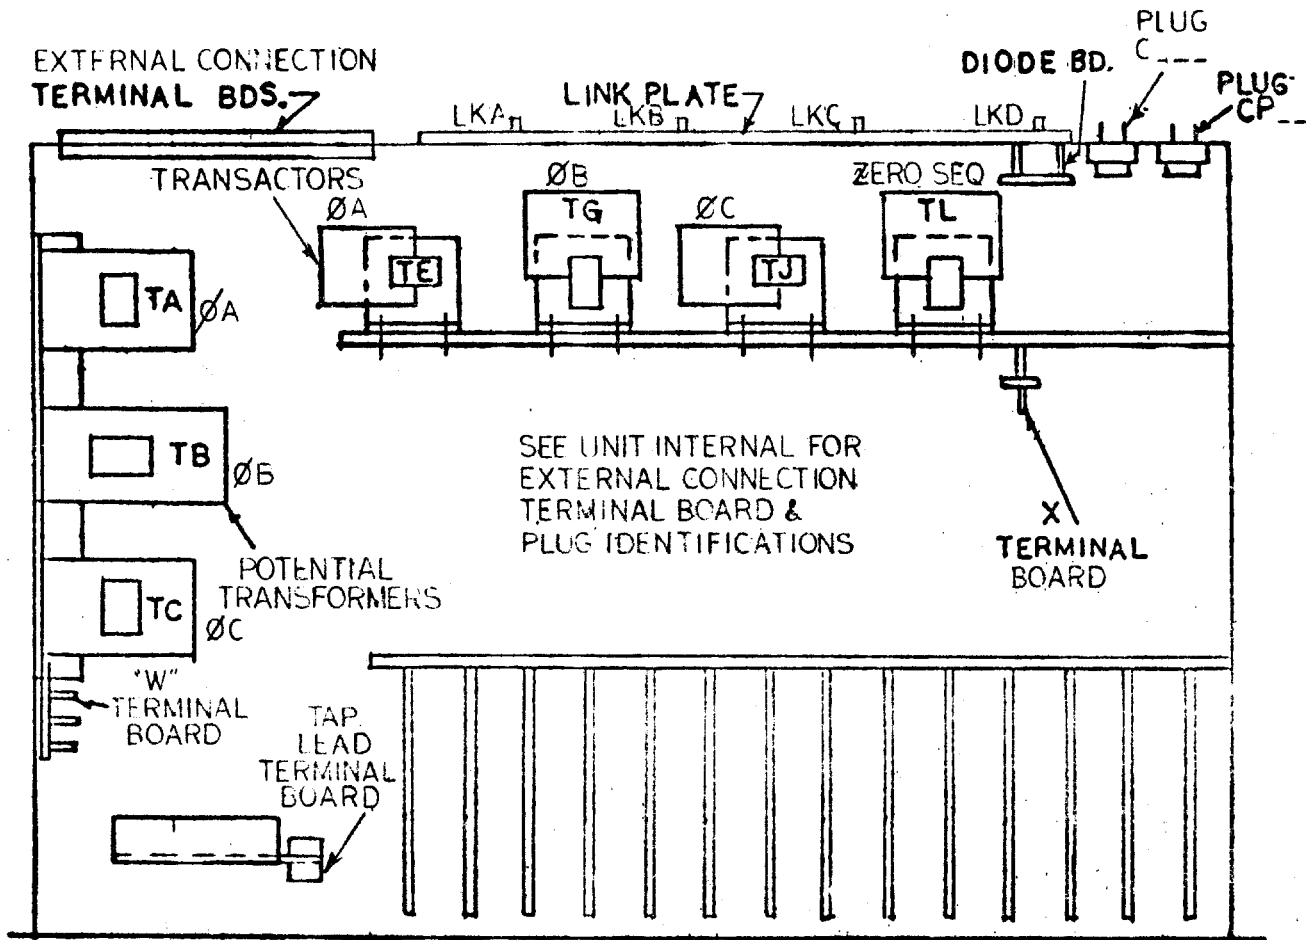 EXTERNAL CONNECTION
TERMINAL BDS.
LINK PLATE
DIODE BD.
PLUG
C___
PLUG
CP__
LKA
LKB
LKC
LKD
TRANSACTORS
ØA
ØB
ØC
ZERO SEQ
TE
TG
TJ
TL
TA
ØA
TB
ØB
TC
ØC
POTENTIAL
TRANSFORMERS
SEE UNIT INTERNAL FOR
EXTERNAL CONNECTION
TERMINAL BOARD &
PLUG IDENTIFICATIONS
X
TERMINAL
BOARD
"W"
TERMINAL
BOARD
TAP
LEAD
TERMINAL
BOARD